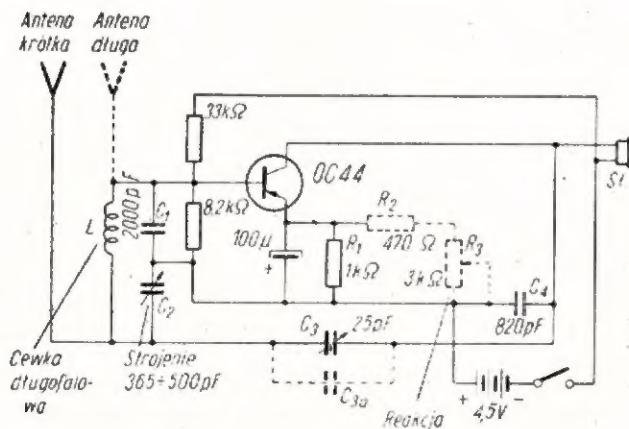 Antena
krótka
Antena
długa
33kΩ
OC44
Sł.
L
2000pF
C1
8,2kΩ
R2
470 Ω
100μ
+
R1
1kΩ
R3
3kΩ
C2
C4
820pF
C3
25pF
Cewka
długofalo-
wa
Strojenie
365÷500pF
C3a
Reakcja
+
4,5V
-